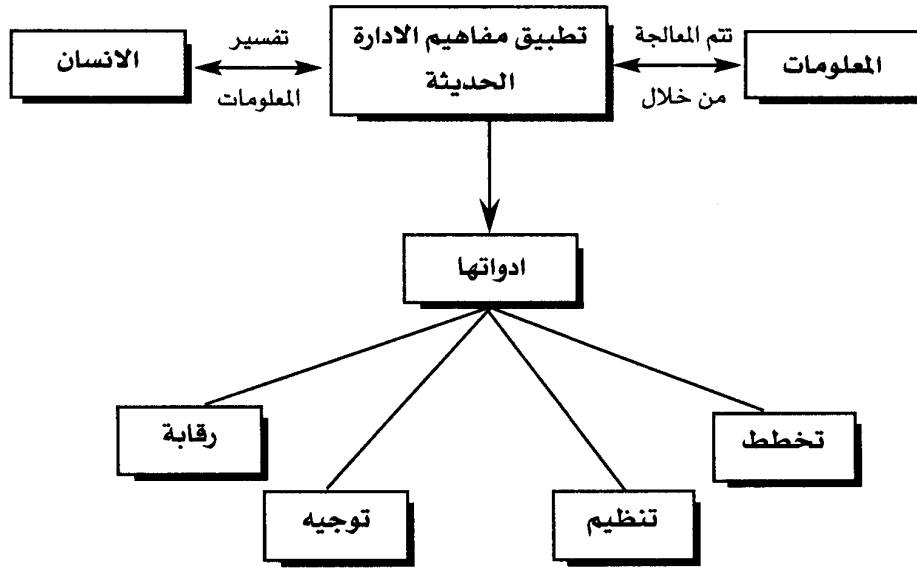 المعلومات
تتم المعالجة
من خلال
تطبيق مفاهيم الادارة
الحديثة
تفسير
المعلومات
الانسان
ادواتها
تخطط
تنظيم
توجيه
رقابة